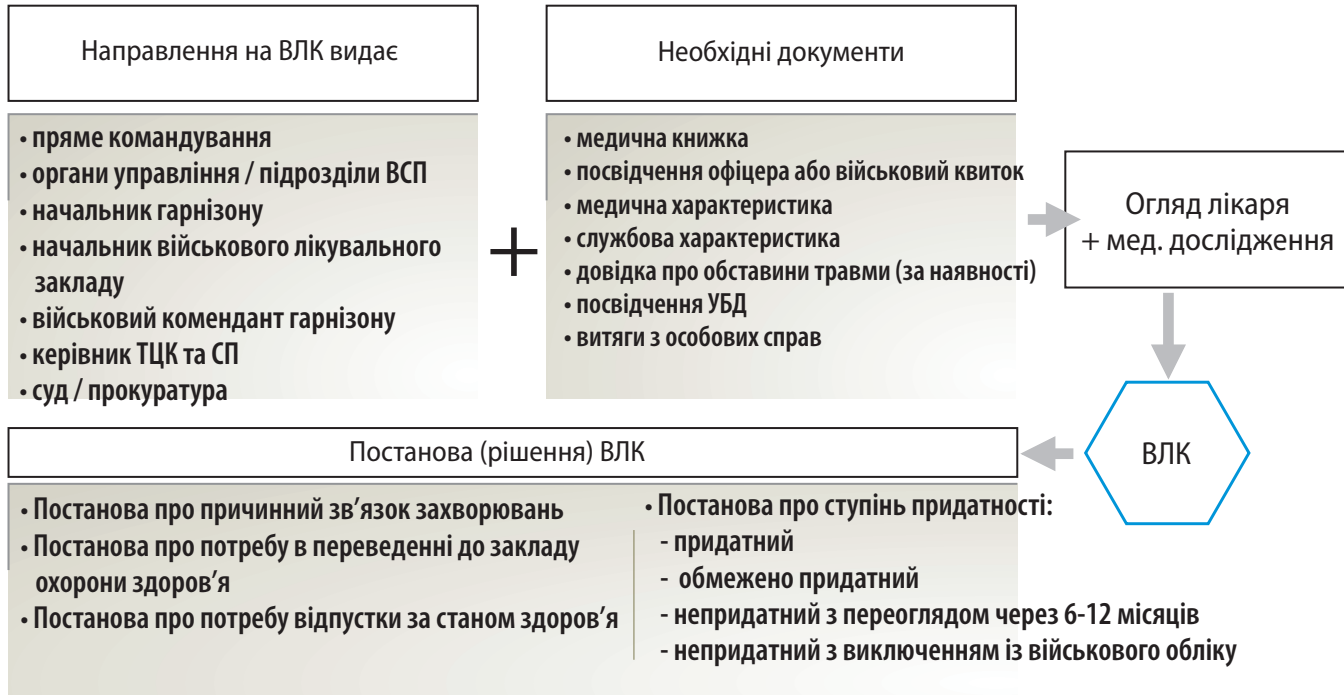 Направлення на ВЛК видає
• пряме командування
• органи управління / підрозділи ВСП
• начальник гарнізону
• начальник військового лікувального
закладу
• військовий комендант гарнізону
• керівник ТЦК та СП
• суд / прокуратура
+
Необхідні документи
• медична книжка
• посвідчення офіцера або військовий квиток
• медична характеристика
• службова характеристика
• довідка про обставини травми (за наявності)
• посвідчення УБД
• витяги з особових справ
Огляд лікаря
+ мед. дослідження
ВЛК
Постанова (рішення) ВЛК
• Постанова про причинний зв’язок захворювань
• Постанова про потребу в переведенні до закладу
охорони здоров’я
• Постанова про потребу відпустки за станом здоров’я
• Постанова про ступінь придатності:
- придатний
- обмежено придатний
- непридатний з переоглядом через 6-12 місяців
- непридатний з виключенням із військового обліку